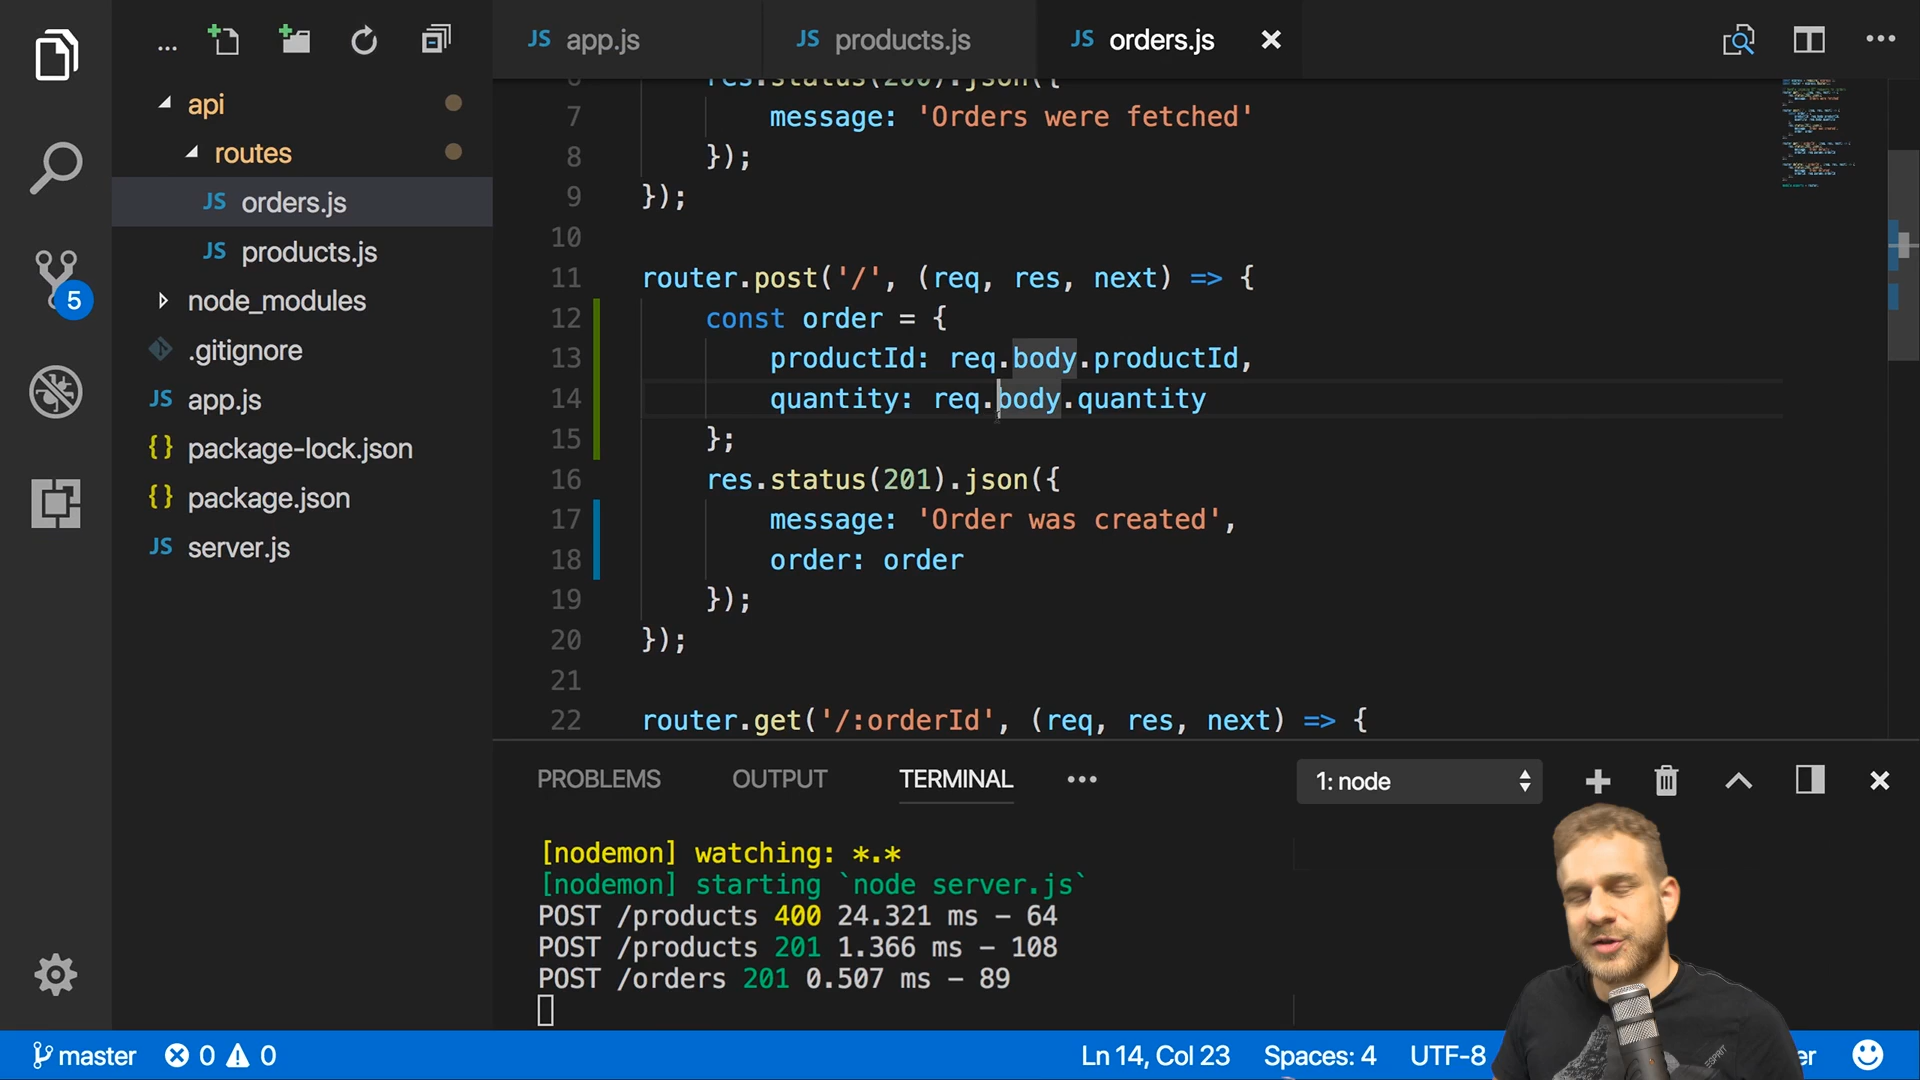 JS app.js
JS products.js
JS orders.js
api
routes
JS orders.js
JS products.js
node_modules
.gitignore
JS app.js
{} package-lock.json
{} package.json
JS server.js
5
res.status(200).json({
7 message: 'Orders were fetched'
8 });
9 });
10
11 router.post('/', (req, res, next) => {
12 const order = {
13 productId: req.body.productId,
14 quantity: req.body.quantity
15 };
16 res.status(201).json({
17 message: 'Order was created',
18 order: order
19 });
20 });
21
22 router.get('/:orderId', (req, res, next) => {
PROBLEMS OUTPUT TERMINAL
1: node
[nodemon] watching: *.*
[nodemon] starting `node server.js`
POST /products 400 24.321 ms - 64
POST /products 201 1.366 ms - 108
POST /orders 201 0.507 ms - 89
master 0 0
Ln 14, Col 23 Spaces: 4 UTF-8
ESPRIT